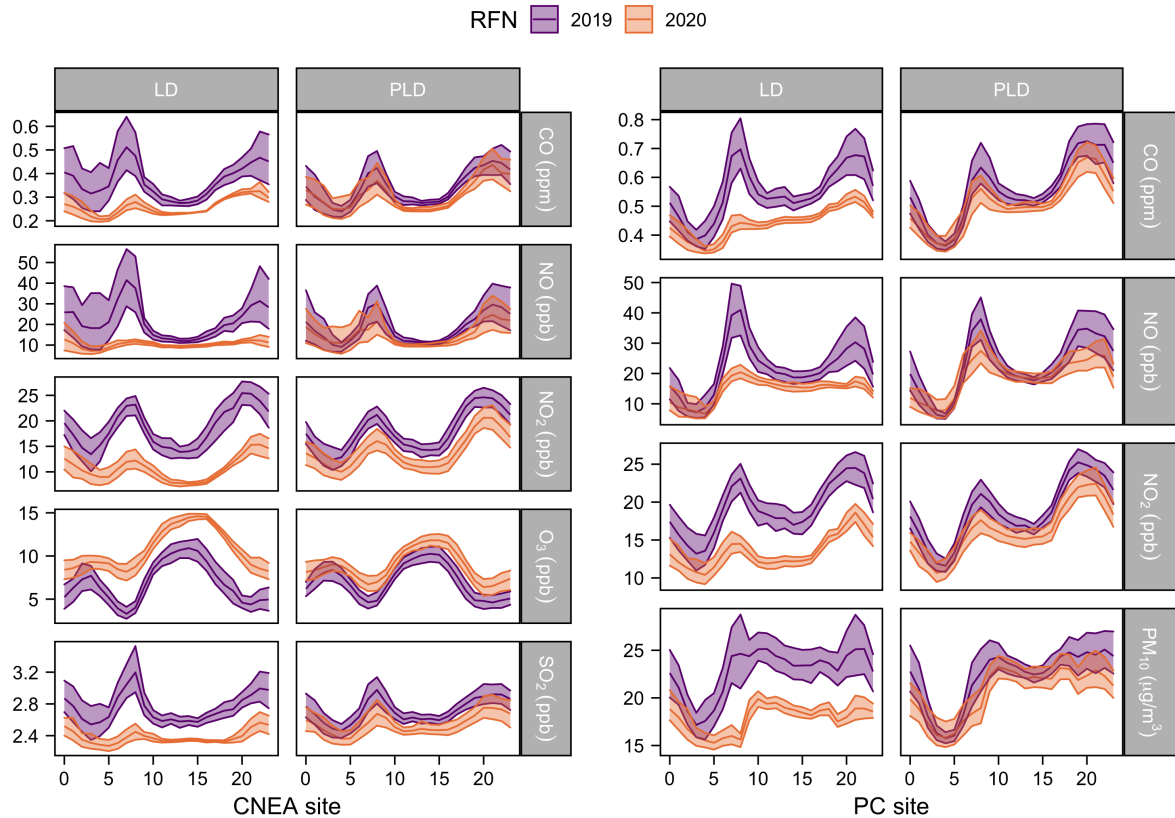 RFN 2019 2020
LD PLD LD PLD
0.6
0.5
0.4
0.3
0.2
CO (ppm)
50
40
30
20
10
NO (ppb)
25
20
15
10
NO₂ (ppb)
15
10
5
O₃ (ppb)
3.2
2.8
2.4
SO₂ (ppb)
0 5 10 15 20 0 5 10 15 20
CNEA site
0.8
0.7
0.6
0.5
0.4
CO (ppm)
50
40
30
20
10
NO (ppb)
25
20
15
10
NO₂ (ppb)
25
20
15
PM₁₀ (µg/m³)
0 5 10 15 20 0 5 10 15 20
PC site